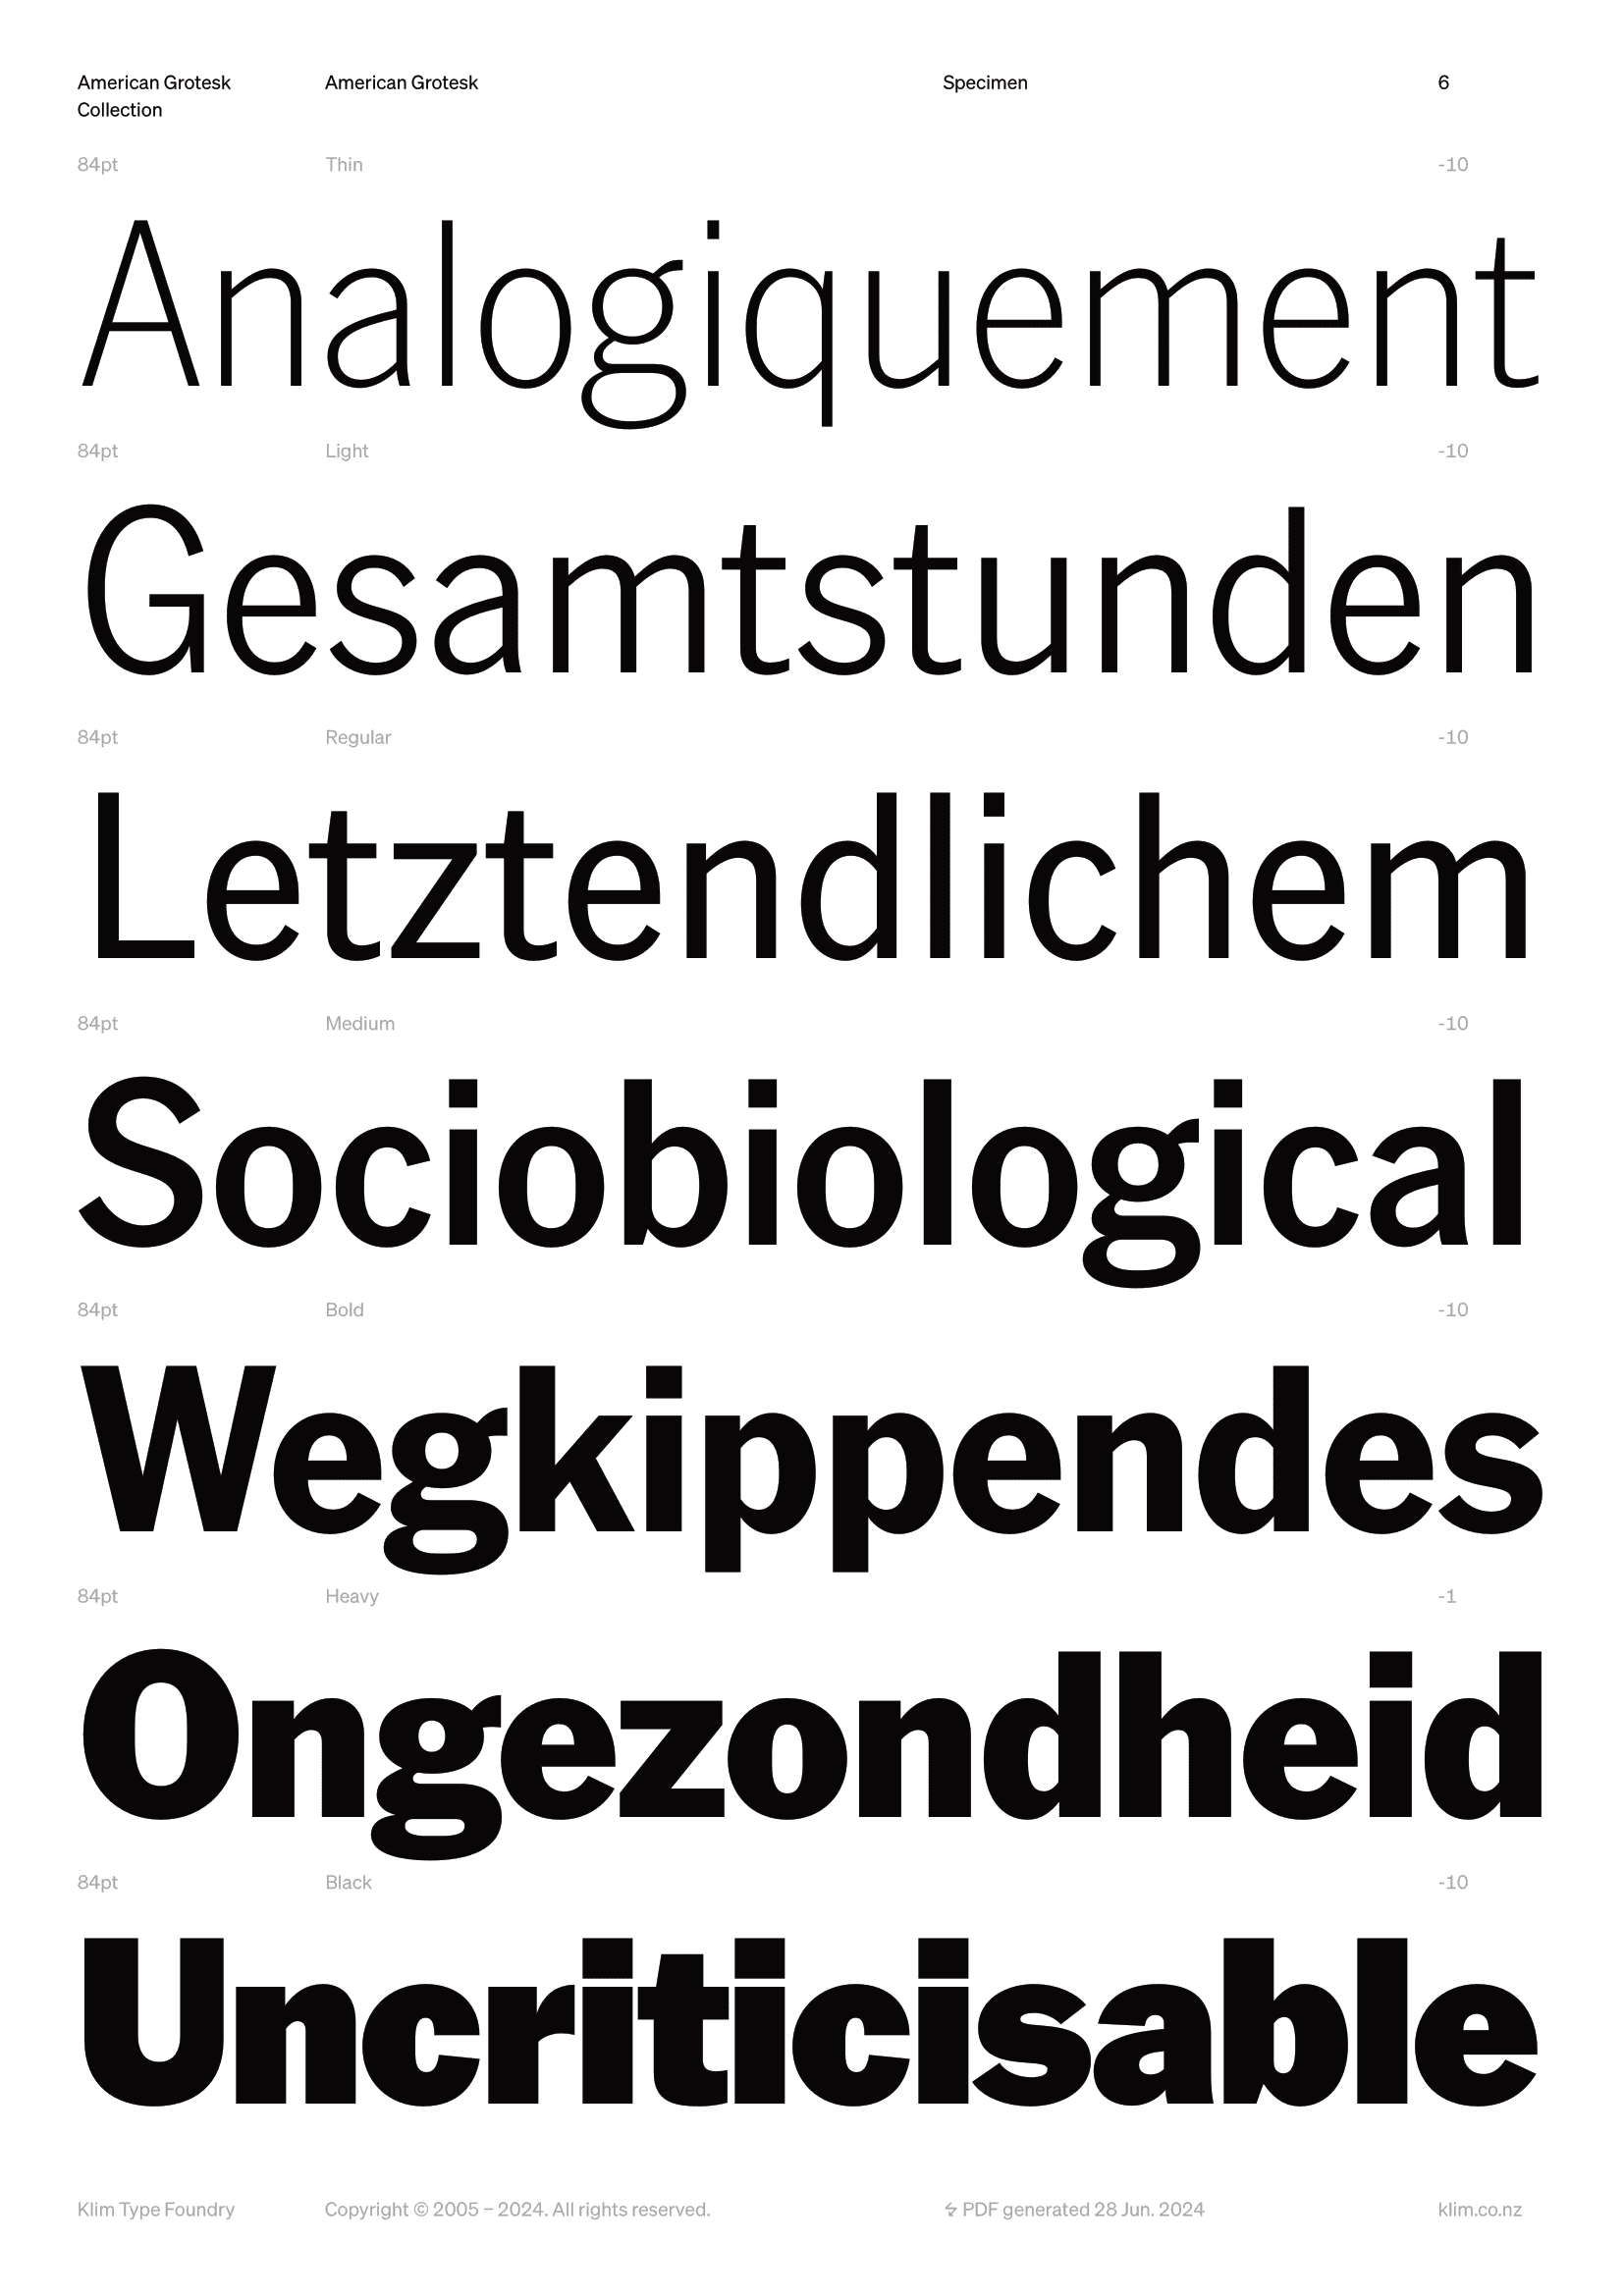 American Grotesk Collection American Grotesk Specimen 6
84pt Thin -10
Analogiquement
84pt Light -10
Gesamtstunden
84pt Regular -10
Letztendlichem
84pt Medium -10
Sociobiological
84pt Bold -10
Wegkippendes
84pt Heavy -1
Ongezondheid
84pt Black -10
Uncriticisable
Klim Type Foundry Copyright © 2005 – 2024. All rights reserved. PDF generated 28 Jun. 2024 klim.co.nz